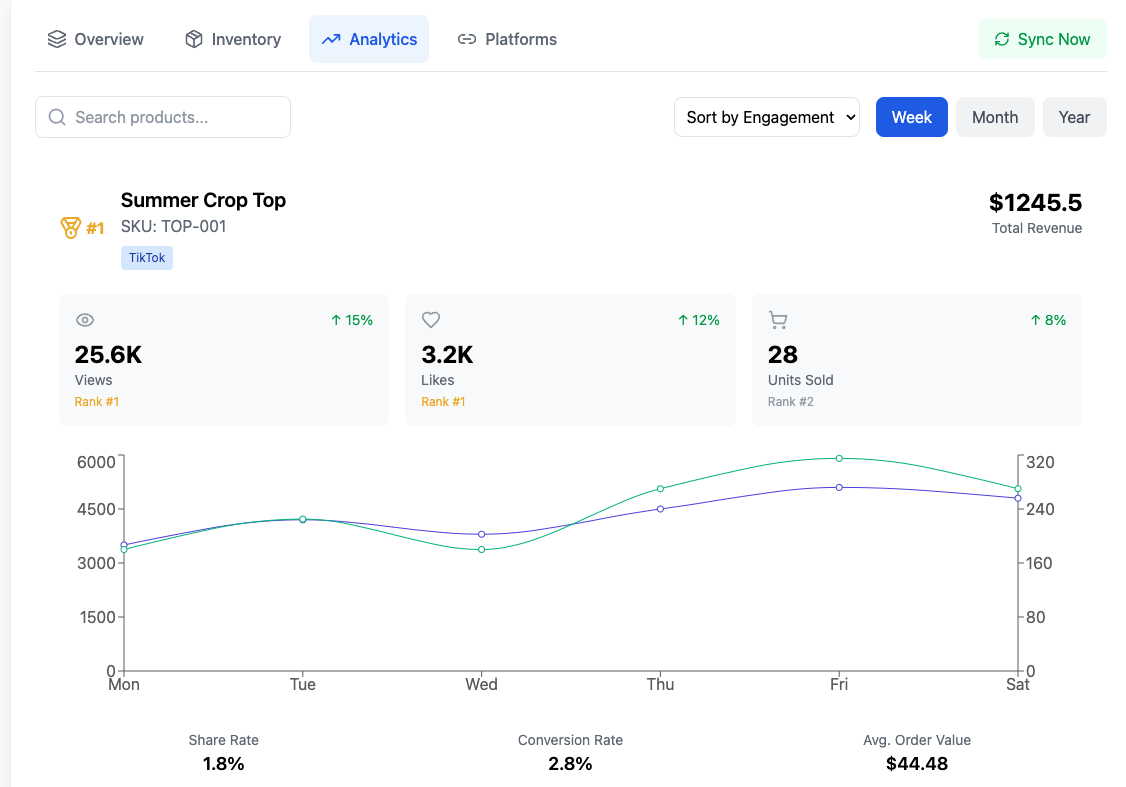 Overview Inventory Analytics Platforms Sync Now
Search products... Sort by Engagement Week Month Year
Summer Crop Top
#1 SKU: TOP-001
TikTok
$1245.5
Total Revenue
15%
25.6K
Views
Rank #1
12%
3.2K
Likes
Rank #1
8%
28
Units Sold
Rank #2
6000 320
4500 240
3000 160
1500 80
0 0
Mon Tue Wed Thu Fri Sat
Share Rate Conversion Rate Avg. Order Value
1.8% 2.8% $44.48